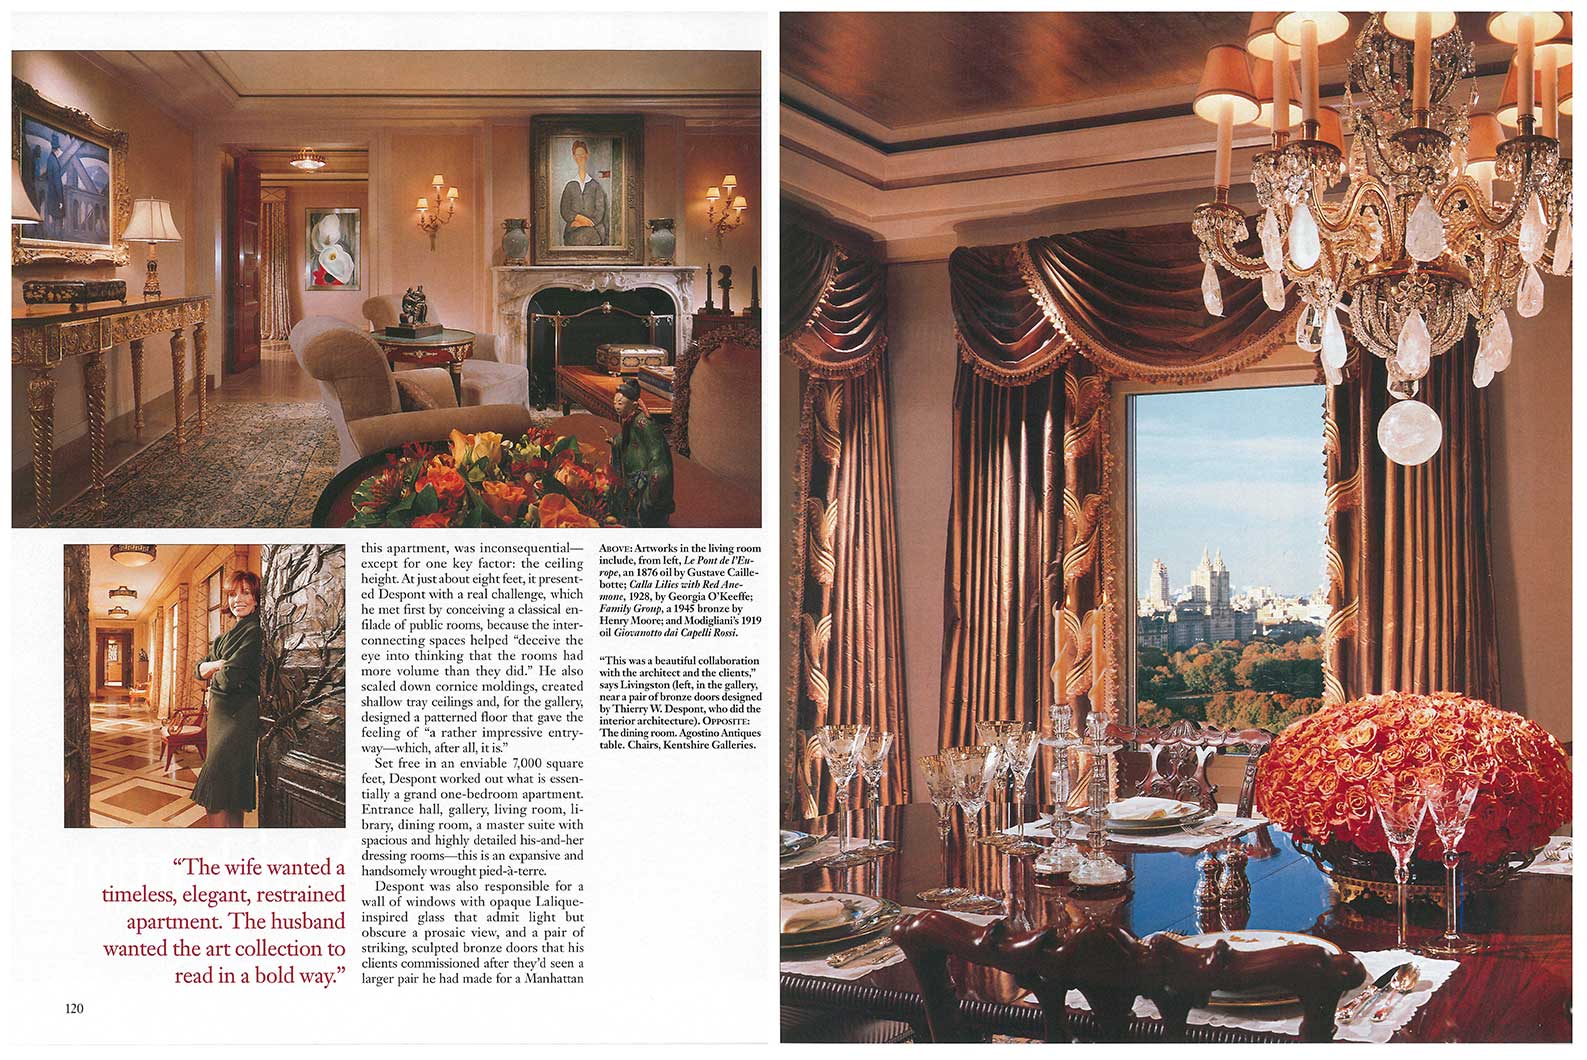 this apartment, was inconsequential—
except for one key factor: the ceiling
height. At just about eight feet, it present-
ed Despont with a real challenge, which
he met first by conceiving a classical en-
filade of public rooms, because the inter-
connecting spaces helped “deceive the
eye into thinking that the rooms had
more volume than they did.” He also
scaled down cornice moldings, created
shallow tray ceilings and, for the gallery,
designed a patterned floor that gave the
feeling of “a rather impressive entry-
way—which, after all, it is.”
Set free in an enviable 7,000 square
feet, Despont worked out what is essen-
tially a grand one-bedroom apartment.
Entrance hall, gallery, living room, li-
brary, dining room, a master suite with
spacious and highly detailed his-and-her
dressing rooms—this is an expansive and
handsomely wrought pied-à-terre.
Despont was also responsible for a
wall of windows with opaque Lalique-
inspired glass that admit light but
obscure a prosaic view, and a pair of
striking, sculpted bronze doors that his
clients commissioned after they’d seen a
larger pair he had made for a Manhattan
ABOVE: Artworks in the living room
include, from left, Le Pont de l’Eu-
rope, an 1876 oil by Gustave Caille-
botte; Calla Lilies with Red Ane-
mone, 1928, by Georgia O’Keeffe;
Family Group, a 1945 bronze by
Henry Moore; and Modigliani’s 1919
oil Giovanotto dai Capelli Rossi.
“This was a beautiful collaboration
with the architect and the clients,”
says Livingston (left, in the gallery,
near a pair of bronze doors designed
by Thierry W. Despont, who did the
interior architecture). OPPOSITE:
The dining room. Agostino Antiques
table. Chairs, Kentshire Galleries.
“The wife wanted a
timeless, elegant, restrained
apartment. The husband
wanted the art collection to
read in a bold way.”
120